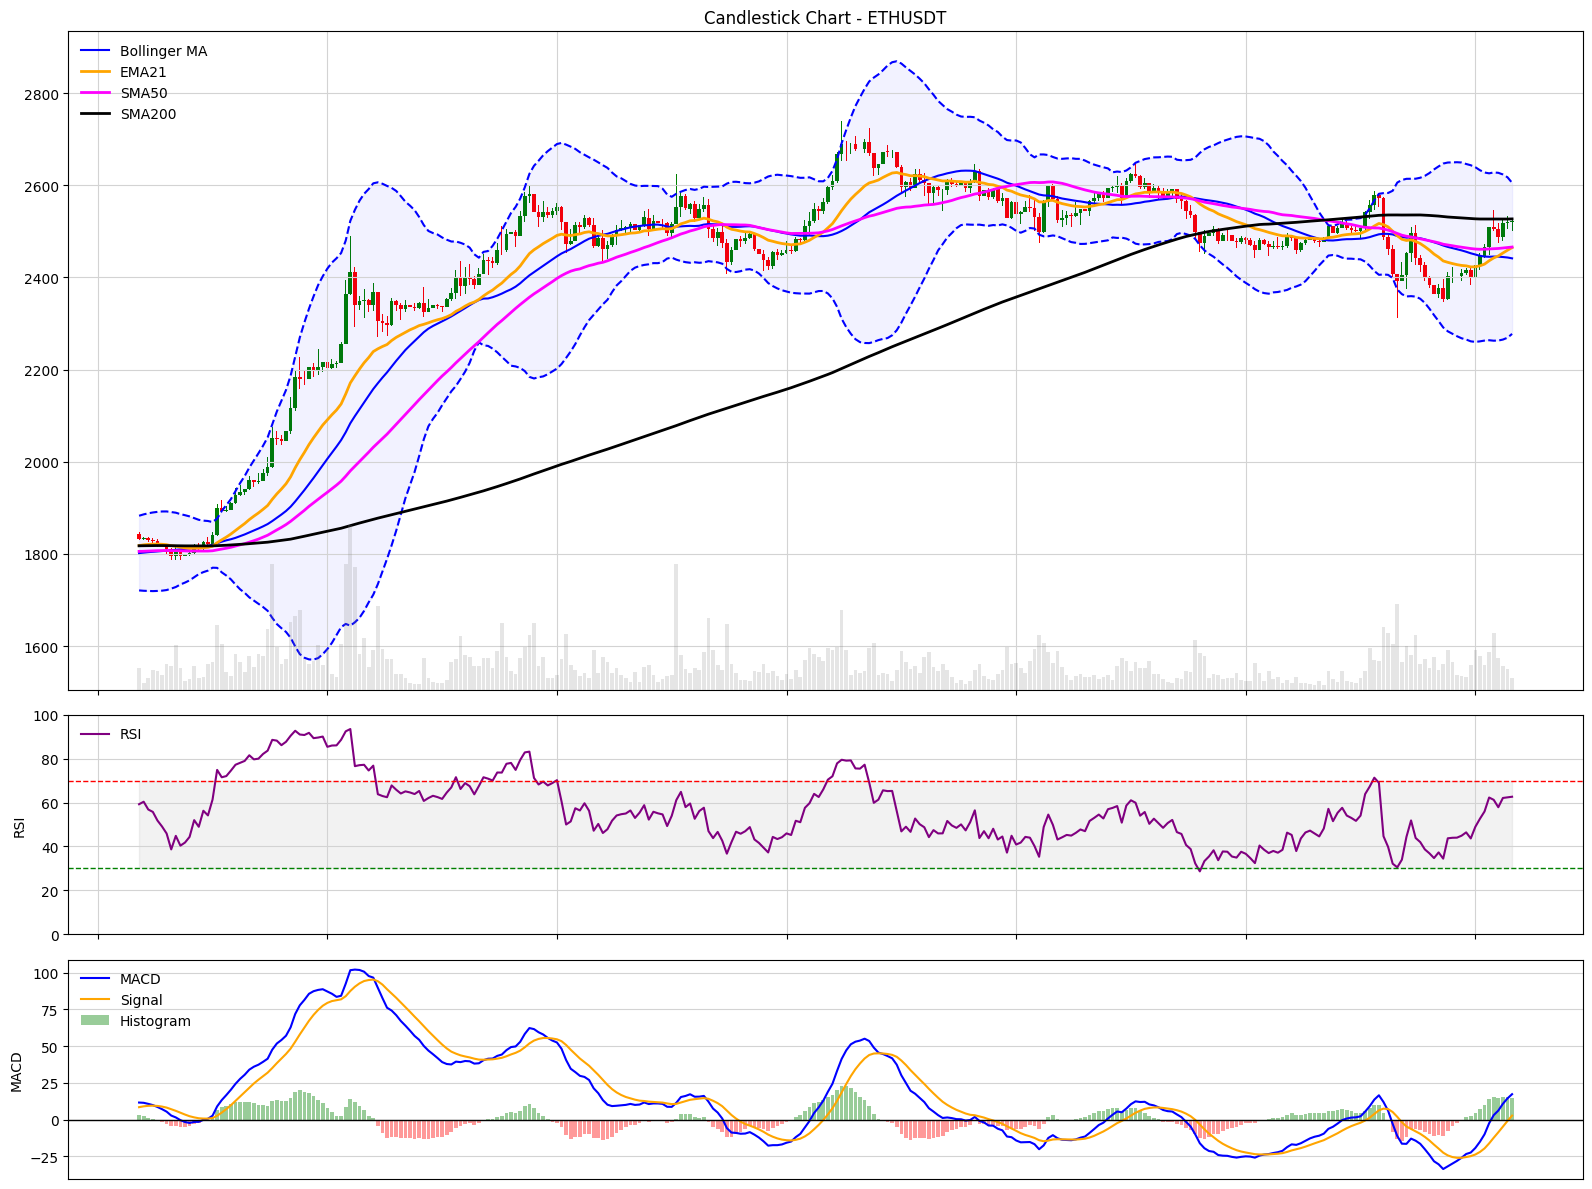 Candlestick Chart - ETHUSDT
Bollinger MA
EMA21
SMA50
SMA200
2800
2600
2400
2200
2000
1800
1600
RSI
RSI
100
80
60
40
20
0
MACD
MACD
Signal
Histogram
100
75
50
25
0
−25